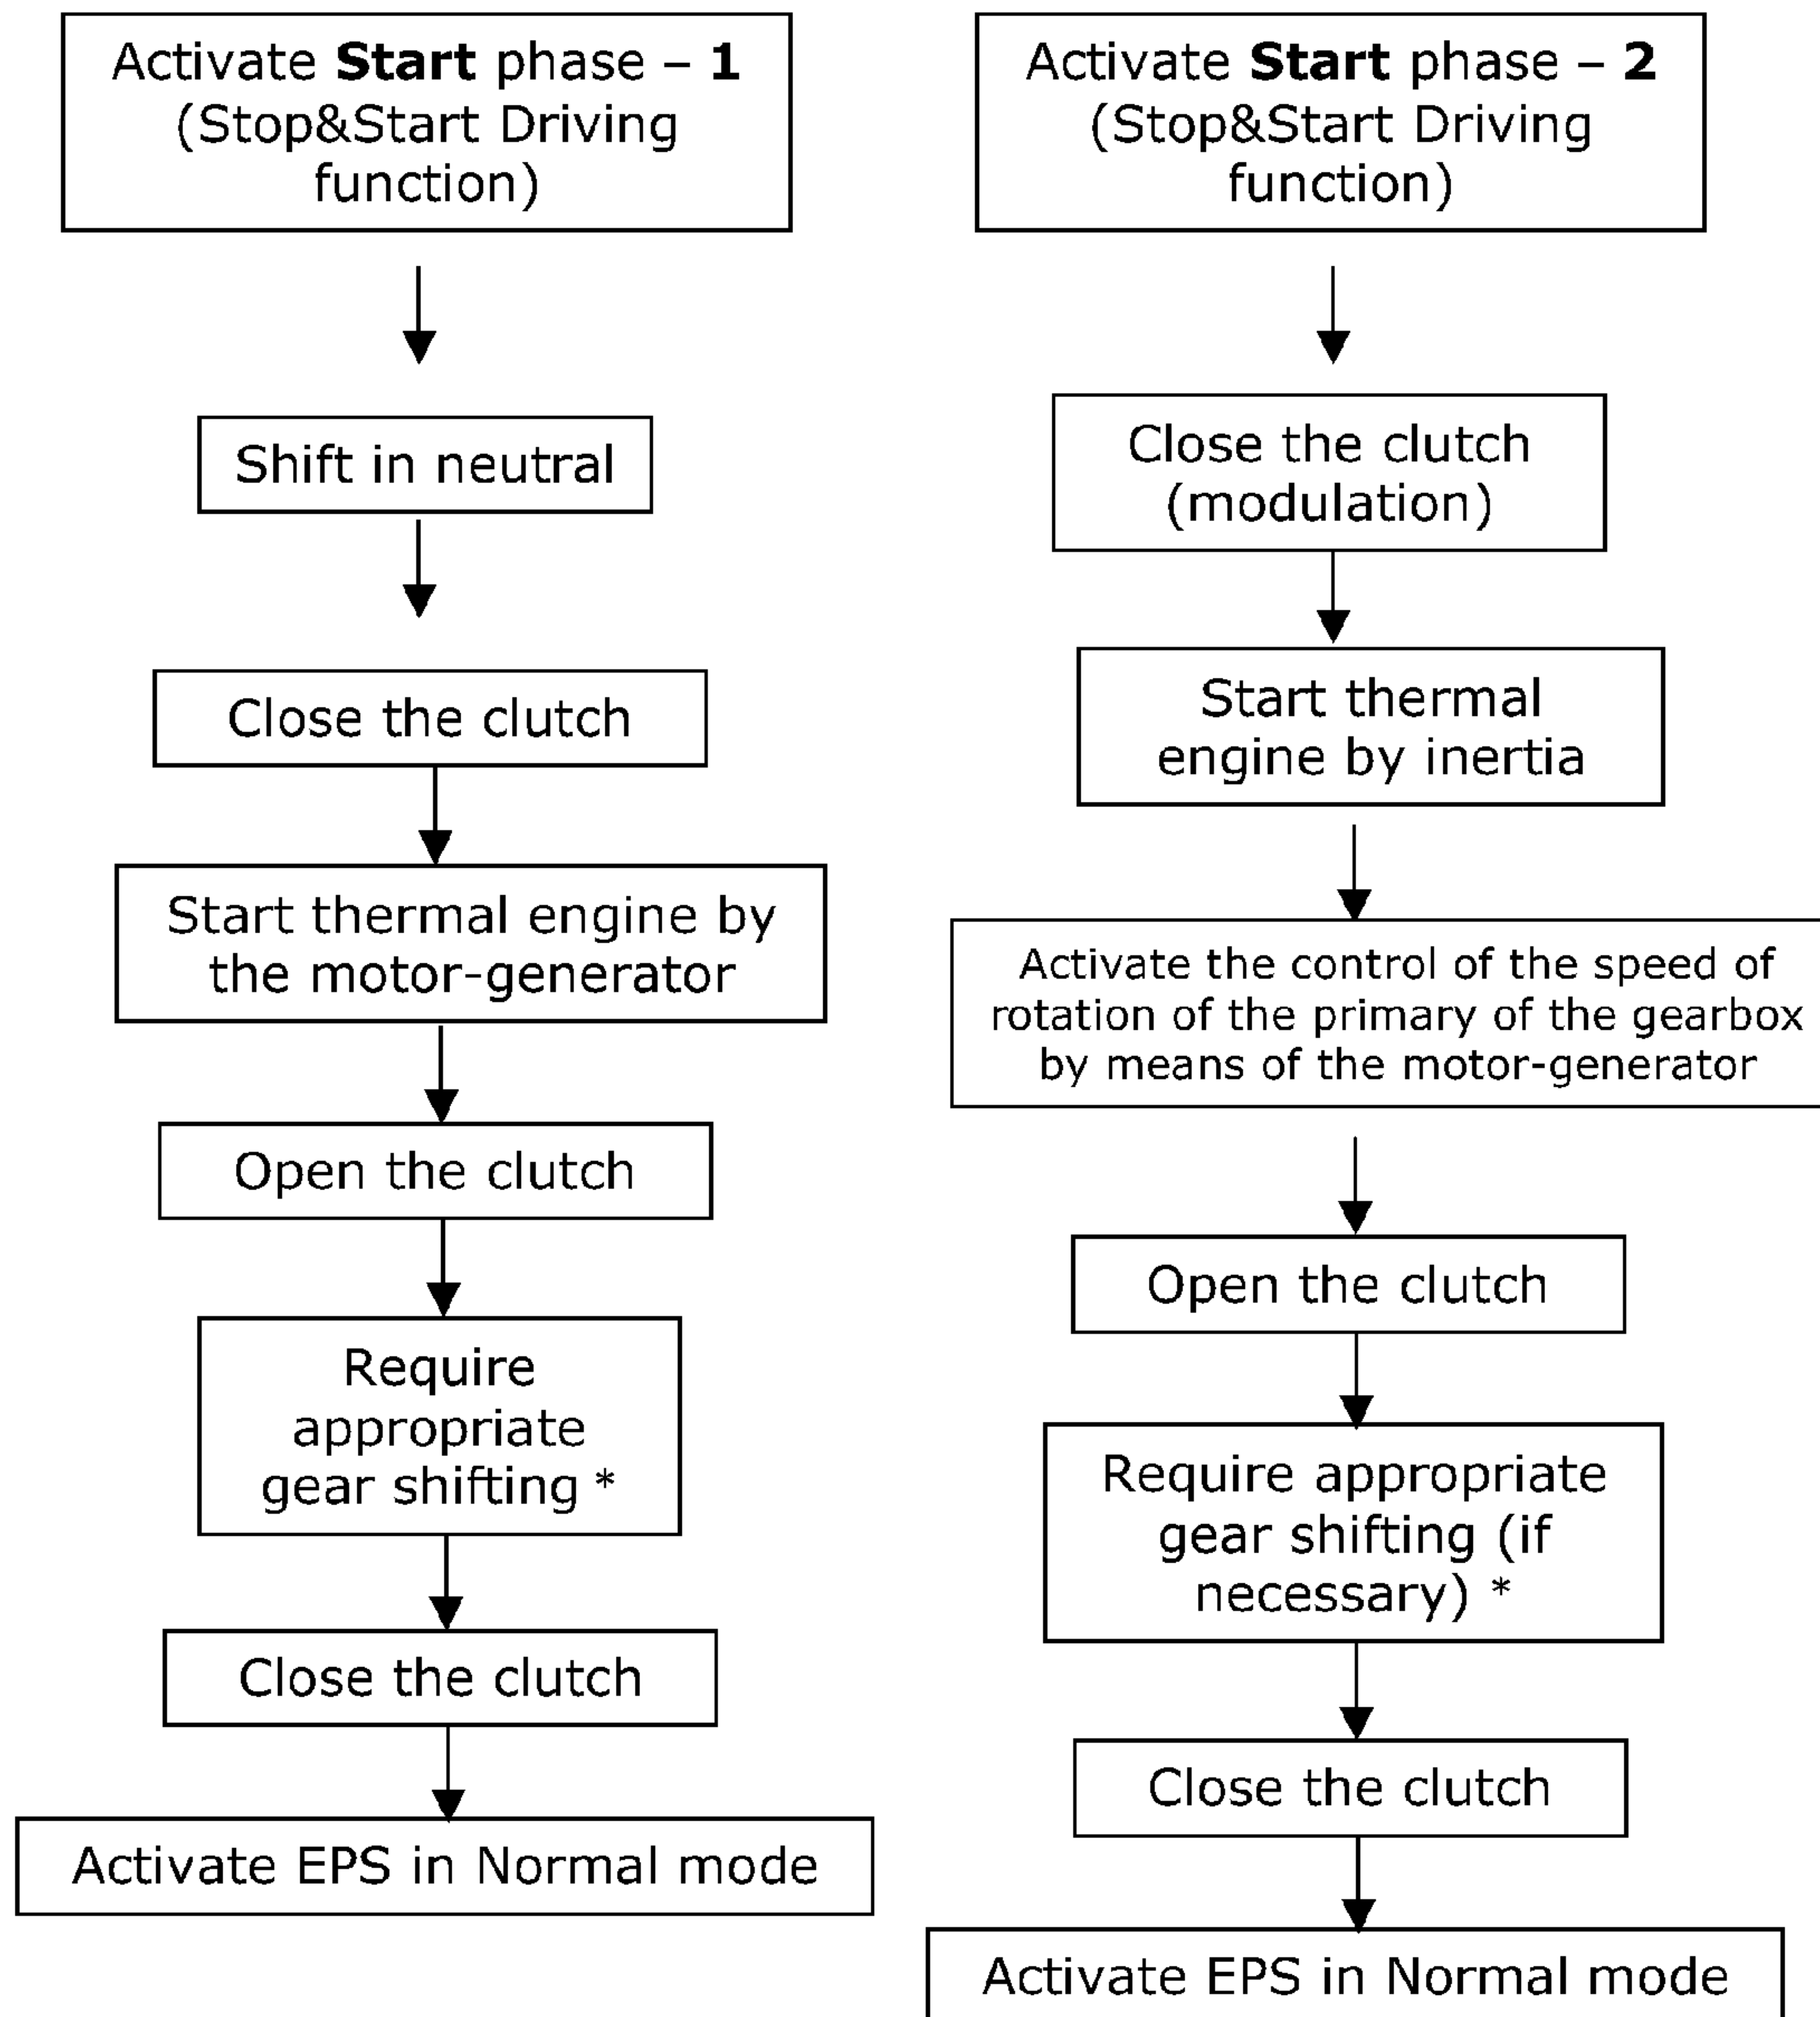 Activate Start phase – 1
(Stop&Start Driving
function)
Shift in neutral
Close the clutch
Start thermal engine by
the motor-generator
Open the clutch
Require
appropriate
gear shifting *
Close the clutch
Activate EPS in Normal mode
Activate Start phase – 2
(Stop&Start Driving
function)
Close the clutch
(modulation)
Start thermal
engine by inertia
Activate the control of the speed of
rotation of the primary of the gearbox
by means of the motor-generator
Open the clutch
Require appropriate
gear shifting (if
necessary) *
Close the clutch
Activate EPS in Normal mode